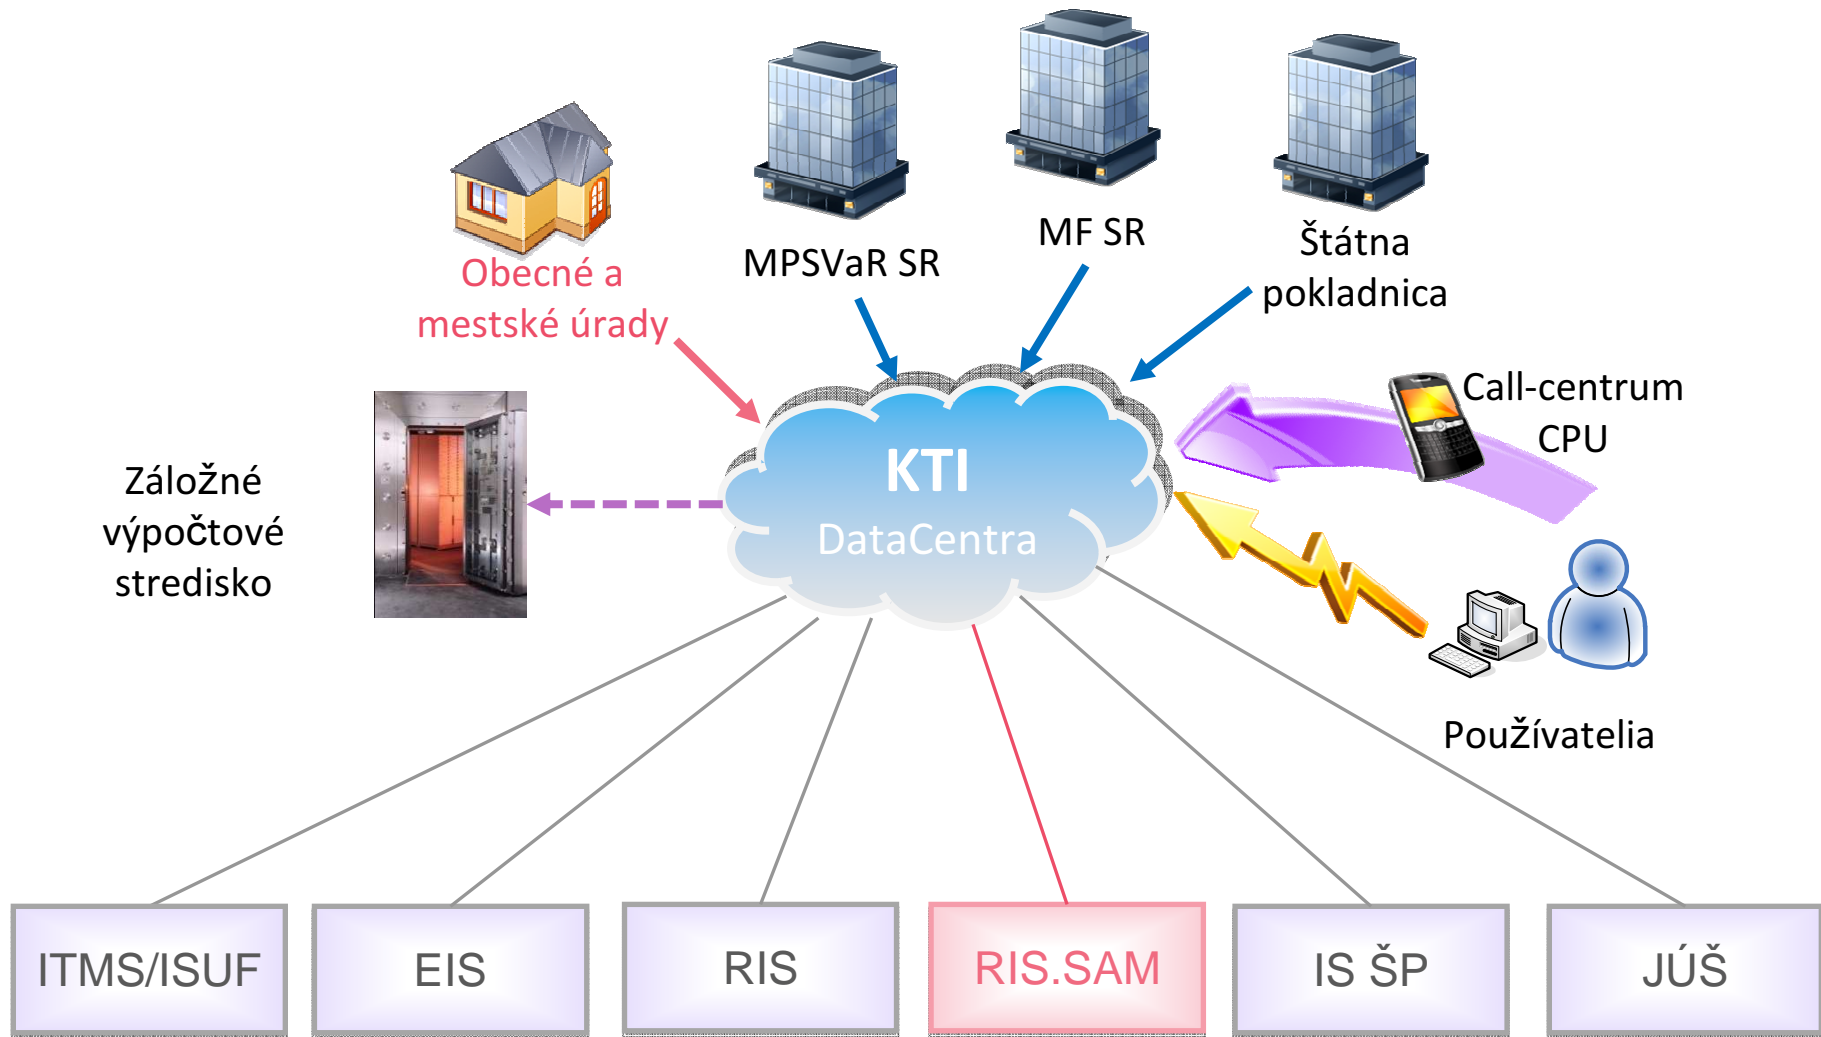 MF SR
Štátna
pokladnica
MPSVaR SR
Obecné a
mestské úrady
Call-centrum
CPU
KTI
DataCentra
Záložné
výpočtové
stredisko
Používatelia
ITMS/ISUF
EIS
RIS
RIS.SAM
IS ŠP
JÚŠ